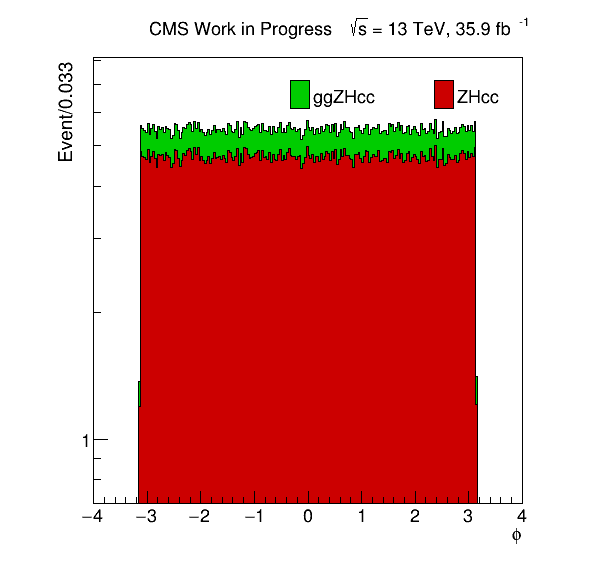 CMS Work in Progress √s = 13 TeV, 35.9 fb -1
Event/0.033
ggZHcc ZHcc
1
−4 −3 −2 −1 0 1 2 3 4
ϕ